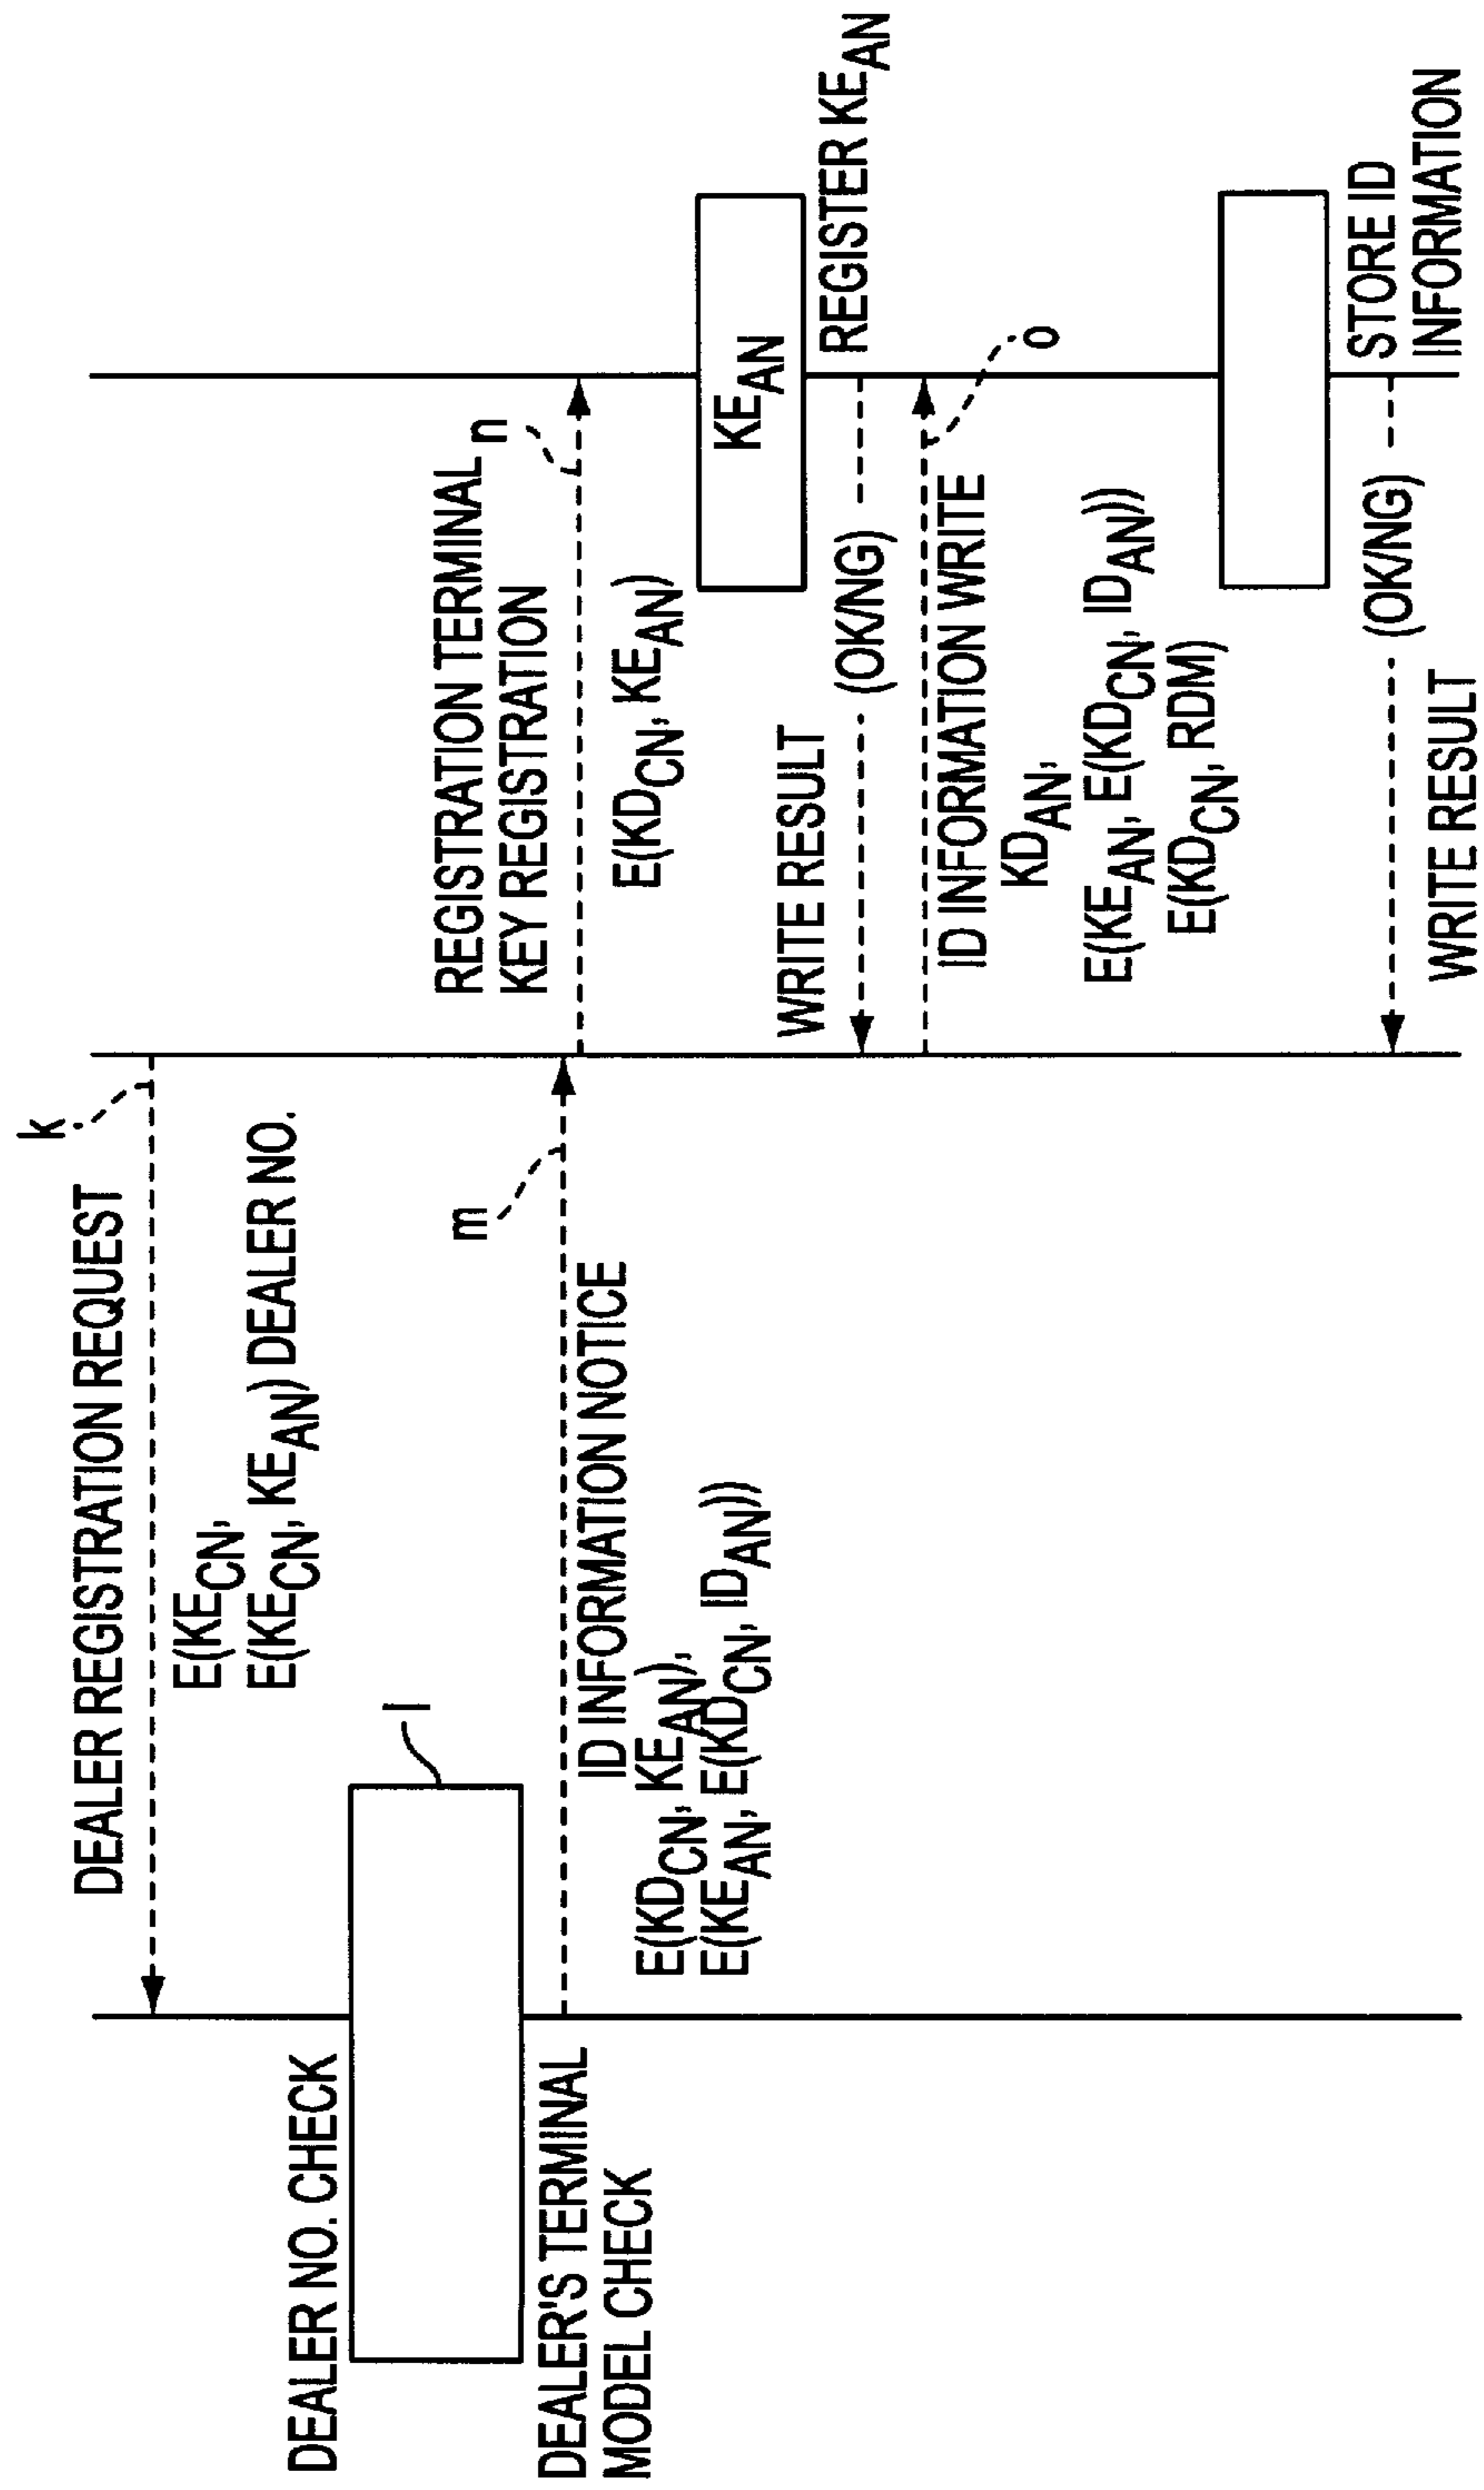 k
DEALER REGISTRATION REQUEST
E(KE_CN,
E(KE_CN, KE_AN) DEALER NO.
DEALER NO. CHECK
l
DEALER'S TERMINAL
MODEL CHECK
m
ID INFORMATION NOTICE
E(KD_CN, KE_AN),
E(KE_AN, E(KD_CN, ID_AN))
REGISTRATION TERMINAL
KEY REGISTRATION
n
E(KD_CN, KE_AN)
KE_AN
REGISTER KE_AN
WRITE RESULT
(OK/NG)
o
ID INFORMATION WRITE
KD_AN,
E(KE_AN, E(KD_CN, ID_AN))
E(KD_CN, RDM)
STORE ID
INFORMATION
(OK/NG)
WRITE RESULT